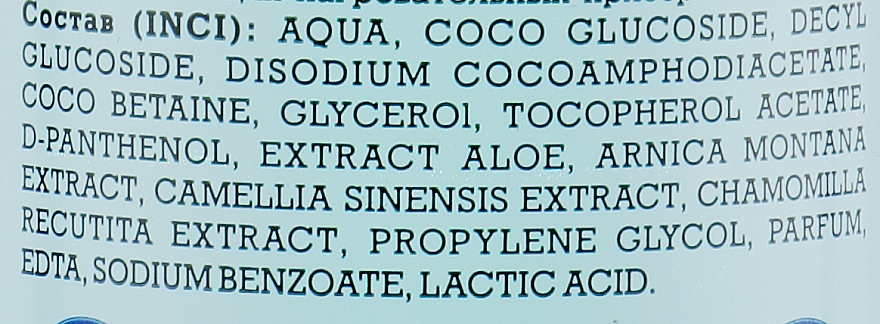 Состав (INCI): AQUA, COCO GLUCOSIDE, DECYL
GLUCOSIDE, DISODIUM COCOAMPHODIACETATE,
COCO BETAINE, GLYCEROl, TOCOPHEROL ACETATE,
D-PANTHENOL, EXTRACT ALOE, ARNICA MONTANA
EXTRACT, CAMELLIA SINENSIS EXTRACT, CHAMOMILLA
RECUTITA EXTRACT, PROPYLENE GLYCOL, PARFUM,
EDTA, SODIUM BENZOATE, LACTIC ACID.